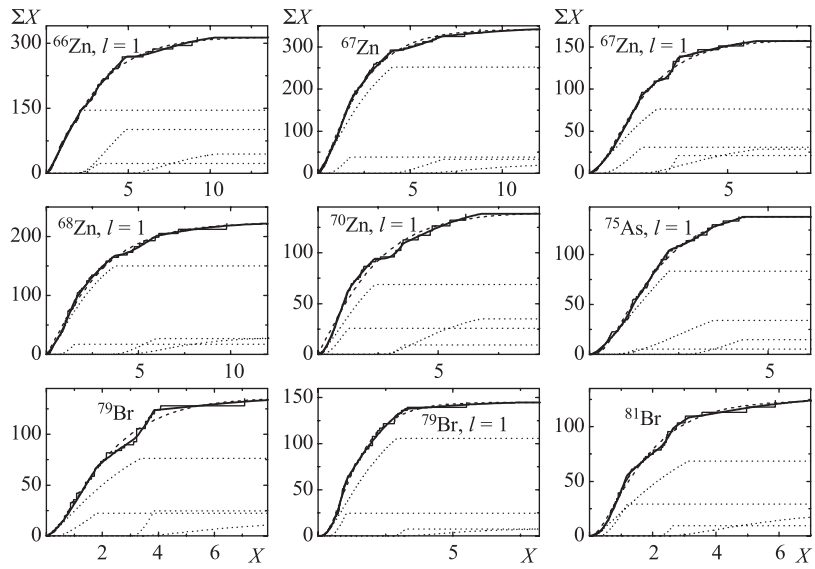 ΣX ΣX ΣX
⁶⁶Zn, l = 1
300
150
0
5 10
⁶⁷Zn
400
300
200
100
0
5 10
⁶⁷Zn, l = 1
150
100
50
0
5
⁶⁸Zn, l = 1
200
100
0
5 10
⁷⁰Zn, l = 1
100
50
0
5
⁷⁵As, l = 1
100
50
0
5
⁷⁹Br
100
50
0
2 4 6 X
⁷⁹Br, l = 1
150
100
50
0
5 X
⁸¹Br
100
50
0
0 2 4 6 X